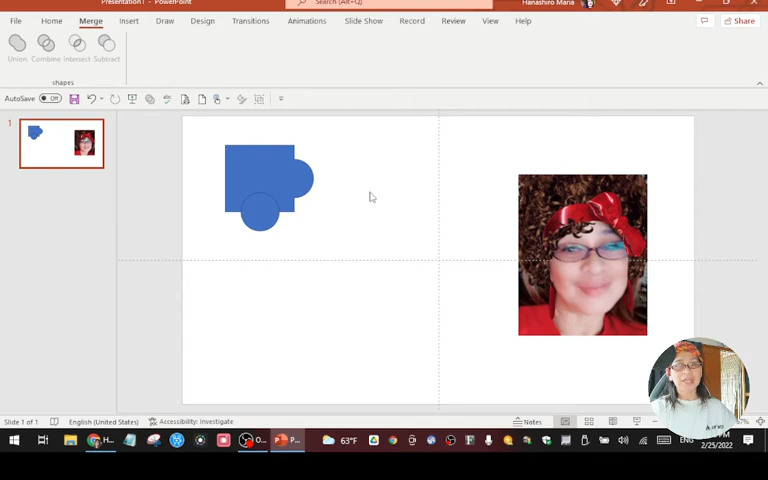 Presentation1 - PowerPoint
Search (Alt+Q)
Hanashiro Maria
File Home Merge Insert Draw Design Transitions Animations Slide Show Record Review View Help
Share
Union Combine Intersect Subtract
shapes
AutoSave Off
1
Slide 1 of 1
English (United States)
Accessibility: Investigate
Notes
63°F
ENG
2/25/2022